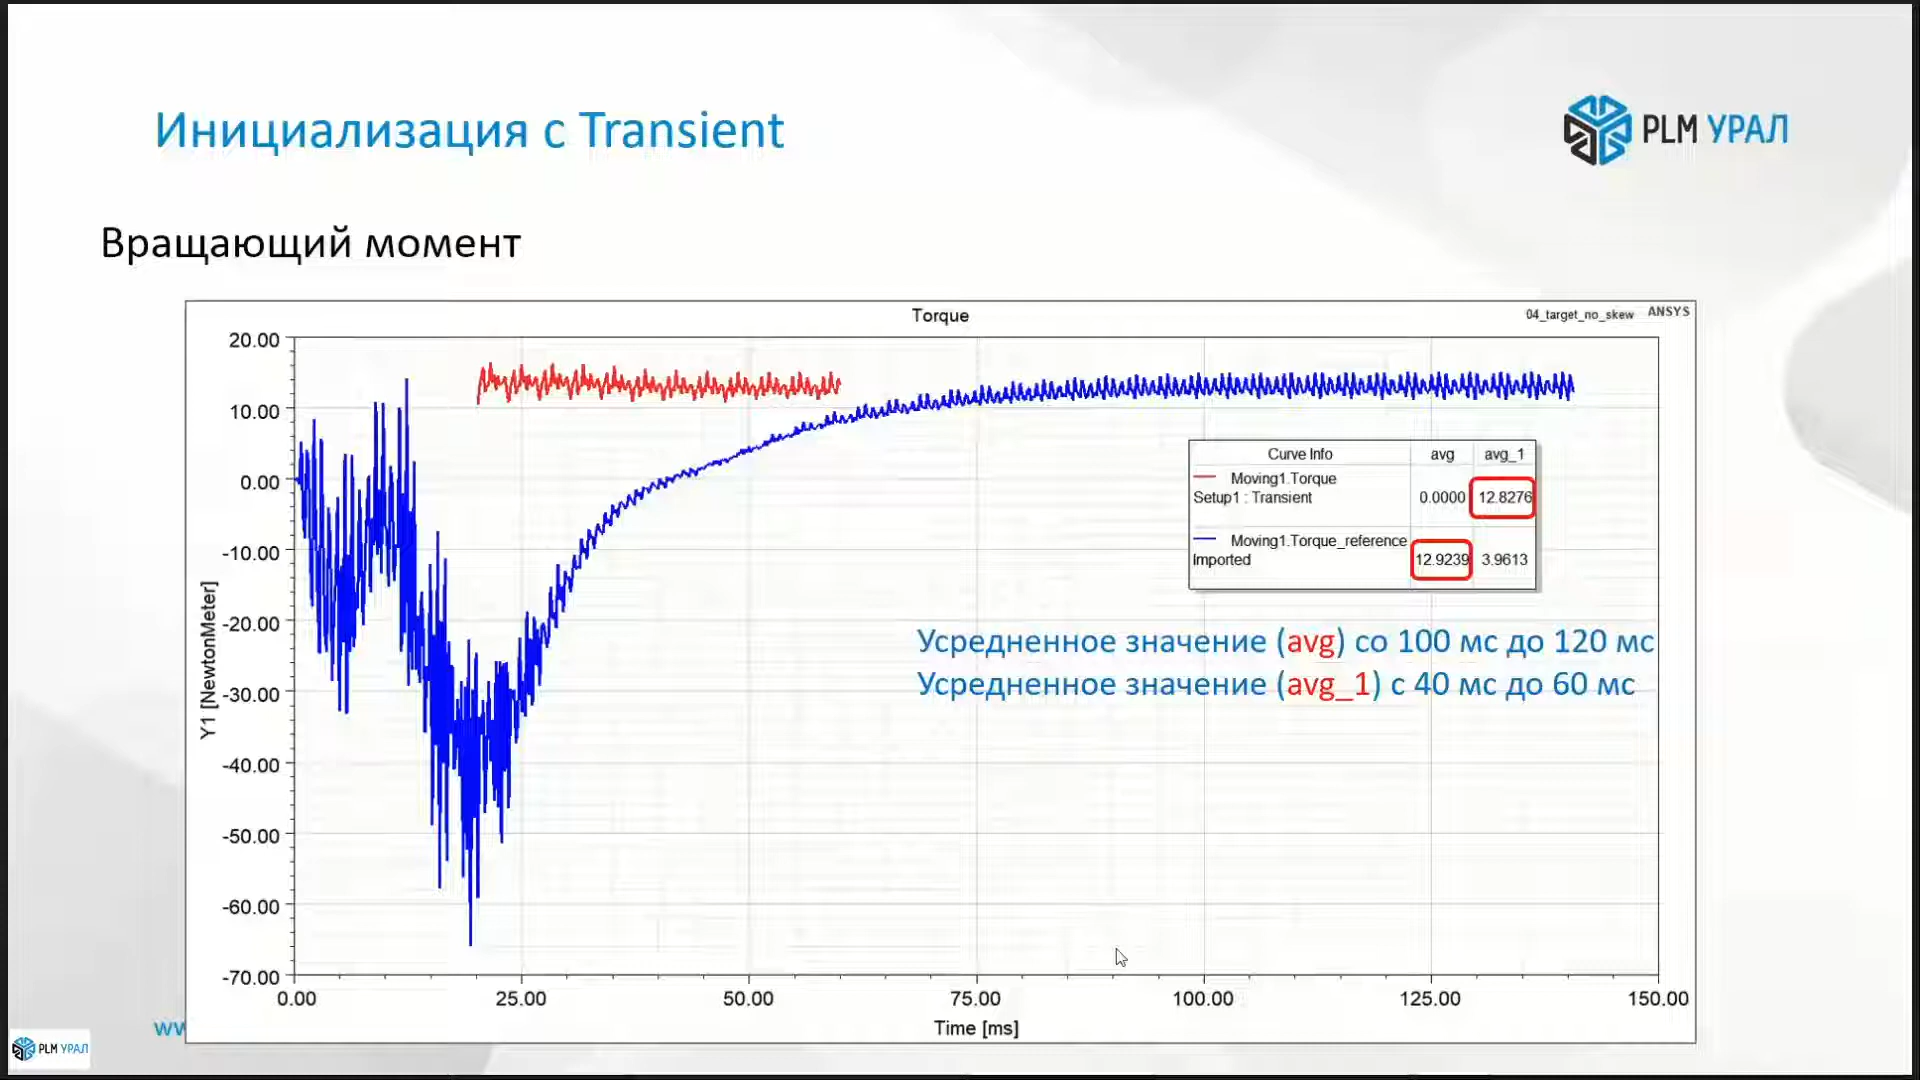 Инициализация с Transient
PLM УРАЛ
Вращающий момент
Torque
04_target_no_skew
ANSYS
20.00
10.00
0.00
-10.00
-20.00
-30.00
-40.00
-50.00
-60.00
-70.00
Y1 [NewtonMeter]
Curve Info avg avg_1
Moving1.Torque
Setup1 : Transient 0.0000 12.8276
Moving1.Torque_reference
Imported 12.9239 3.9613
Усредненное значение (avg) со 100 мс до 120 мс
Усредненное значение (avg_1) с 40 мс до 60 мс
0.00 25.00 50.00 75.00 100.00 125.00 150.00
Time [ms]
PLM УРАЛ